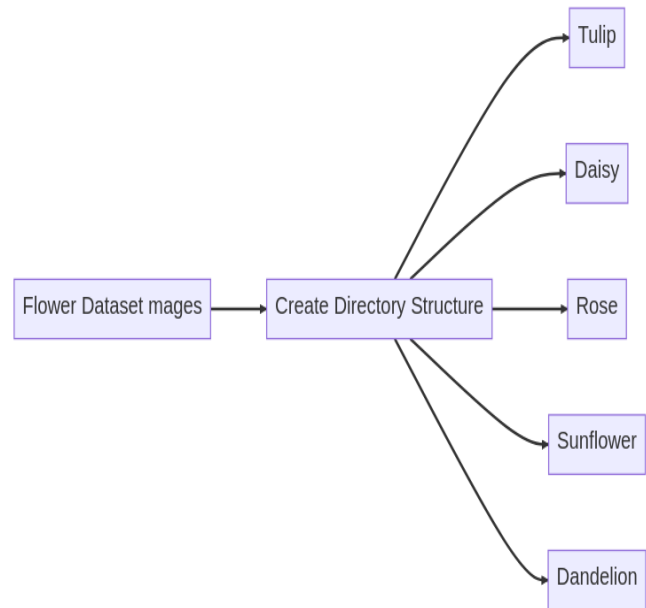 Tulip
Daisy
Flower Dataset mages
Create Directory Structure
Rose
Sunflower
Dandelion